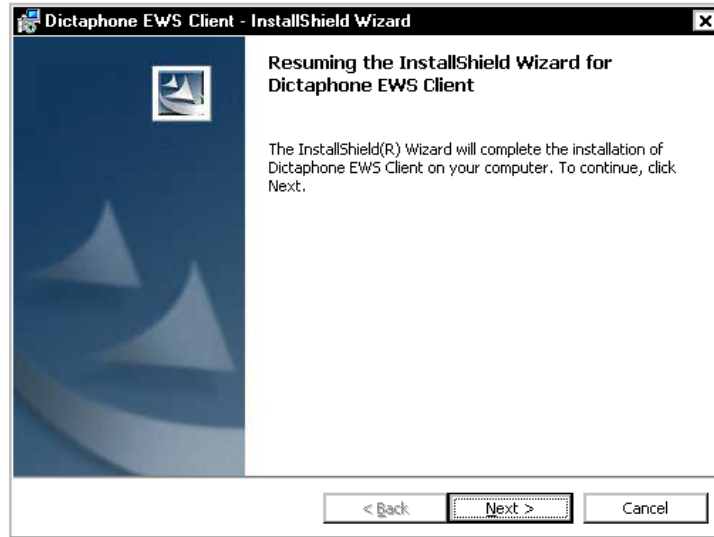 Dictaphone EWS Client - InstallShield Wizard
Resuming the InstallShield Wizard for
Dictaphone EWS Client
The InstallShield(R) Wizard will complete the installation of
Dictaphone EWS Client on your computer. To continue, click
Next.
< Back
Next >
Cancel